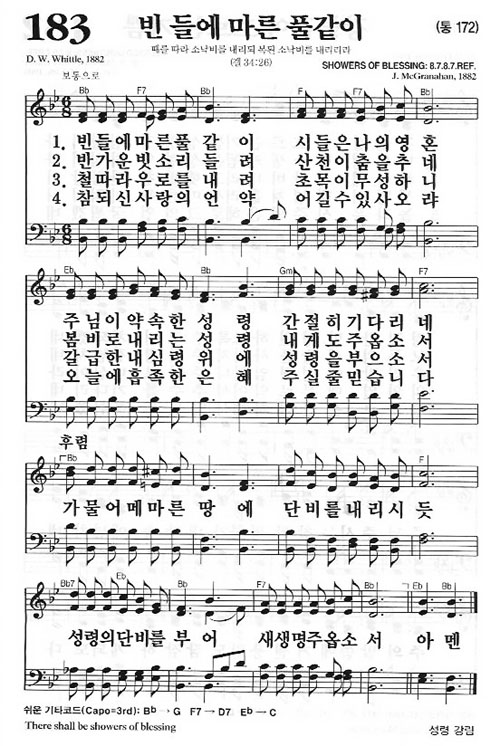 183
빈 들에 마른 풀같이
(통 172)
때를 따라 소낙비를 내리되 복된 소낙비를 내리리라
(겔 34:26)
D. W. Whittle, 1882
보통으로
SHOWERS OF BLESSING: 8.7.8.7.REF.
J. McGranahan, 1882
Bb F7 Bb F7 Bb
1. 빈들에마른풀 같 이 시들은나의영 혼
2. 반가운빗소리 들 려 산천이춤을추 네
3. 철따라우로를 내 려 초목이무성하 니
4. 참되신사랑의 언 약 어길수있사오 랴
Eb Bb Gm F7
주님이약속한 성 령 간절히기다리 네
봄비로내리는 성 령 내게도주옵소 서
갈급한내심령 위 에 성령을부으소 서
오늘에흡족한 은 혜 주실줄믿습니 다
후렴
Bb Bb F
가물어메마른 땅 에 단비를내리시 듯
Bb7 Eb Bb F7 Bb Eb Bb
성령의단비를 부 어 새생명주옵소 서 아멘
쉬운 기타코드(Capo=3rd): Bb → G F7 → D7 Eb → C
There shall be showers of blessing
성령 강림